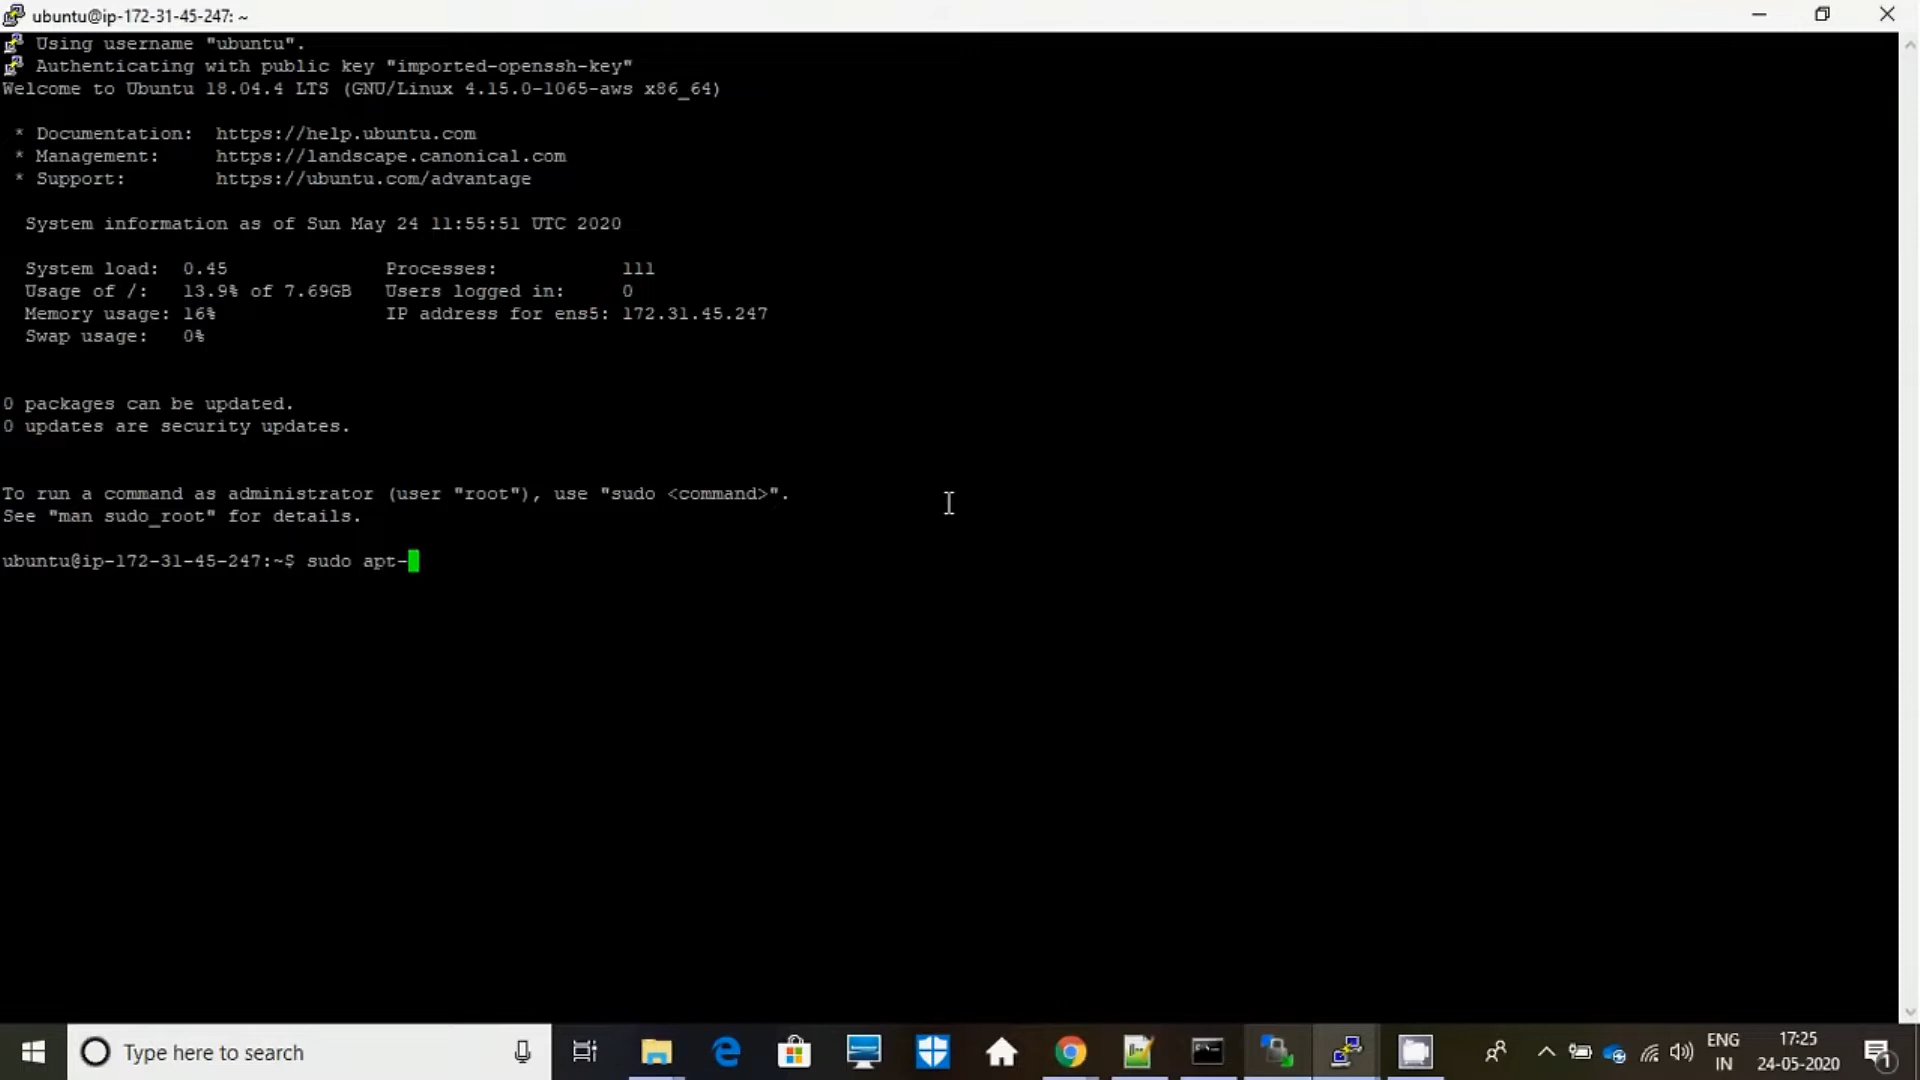 ubuntu@ip-172-31-45-247: ~
Using username "ubuntu".
Authenticating with public key "imported-openssh-key"
Welcome to Ubuntu 18.04.4 LTS (GNU/Linux 4.15.0-1065-aws x86_64)
* Documentation: https://help.ubuntu.com
* Management: https://landscape.canonical.com
* Support: https://ubuntu.com/advantage
System information as of Sun May 24 11:55:51 UTC 2020
System load: 0.45 Processes: 111
Usage of /: 13.9% of 7.69GB Users logged in: 0
Memory usage: 16% IP address for ens5: 172.31.45.247
Swap usage: 0%
0 packages can be updated.
0 updates are security updates.
To run a command as administrator (user "root"), use "sudo <command>".
See "man sudo_root" for details.
ubuntu@ip-172-31-45-247:~$ sudo apt-
Type here to search
ENG
IN
17:25
24-05-2020
1